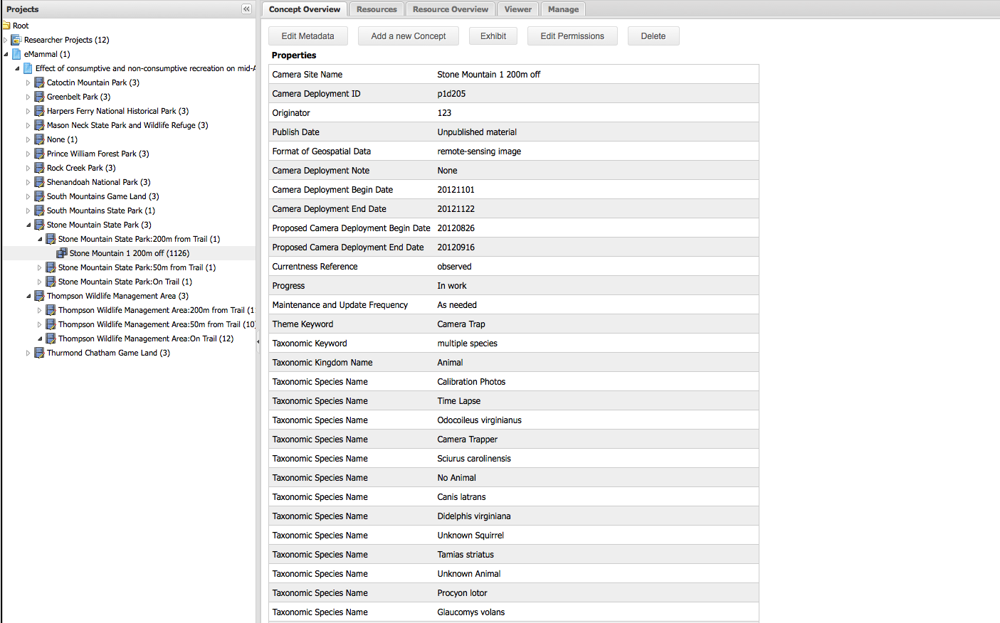 Projects
Root
Researcher Projects (12)
eMammal (1)
Effect of consumptive and non-consumptive recreation on mid-A
Catoctin Mountain Park (3)
Greenbelt Park (3)
Harpers Ferry National Historical Park (3)
Mason Neck State Park and Wildlife Refuge (3)
None (1)
Prince William Forest Park (3)
Rock Creek Park (3)
Shenandoah National Park (3)
South Mountains Game Land (3)
South Mountains State Park (1)
Stone Mountain State Park (3)
Stone Mountain State Park:200m from Trail (1)
Stone Mountain 1 200m off (1126)
Stone Mountain State Park:50m from Trail (1)
Stone Mountain State Park:On Trail (1)
Thompson Wildlife Management Area (3)
Thompson Wildlife Management Area:200m from Trail (1
Thompson Wildlife Management Area:50m from Trail (10
Thompson Wildlife Management Area:On Trail (12)
Thurmond Chatham Game Land (3)
Concept Overview Resources Resource Overview Viewer Manage
Edit Metadata Add a new Concept Exhibit Edit Permissions Delete
Properties
Camera Site Name Stone Mountain 1 200m off
Camera Deployment ID p1d205
Originator 123
Publish Date Unpublished material
Format of Geospatial Data remote-sensing image
Camera Deployment Note None
Camera Deployment Begin Date 20121101
Camera Deployment End Date 20121122
Proposed Camera Deployment Begin Date 20120826
Proposed Camera Deployment End Date 20120916
Currentness Reference observed
Progress In work
Maintenance and Update Frequency As needed
Theme Keyword Camera Trap
Taxonomic Keyword multiple species
Taxonomic Kingdom Name Animal
Taxonomic Species Name Calibration Photos
Taxonomic Species Name Time Lapse
Taxonomic Species Name Odocoileus virginianus
Taxonomic Species Name Camera Trapper
Taxonomic Species Name Sciurus carolinensis
Taxonomic Species Name No Animal
Taxonomic Species Name Canis latrans
Taxonomic Species Name Didelphis virginiana
Taxonomic Species Name Unknown Squirrel
Taxonomic Species Name Tamias striatus
Taxonomic Species Name Unknown Animal
Taxonomic Species Name Procyon lotor
Taxonomic Species Name Glaucomys volans